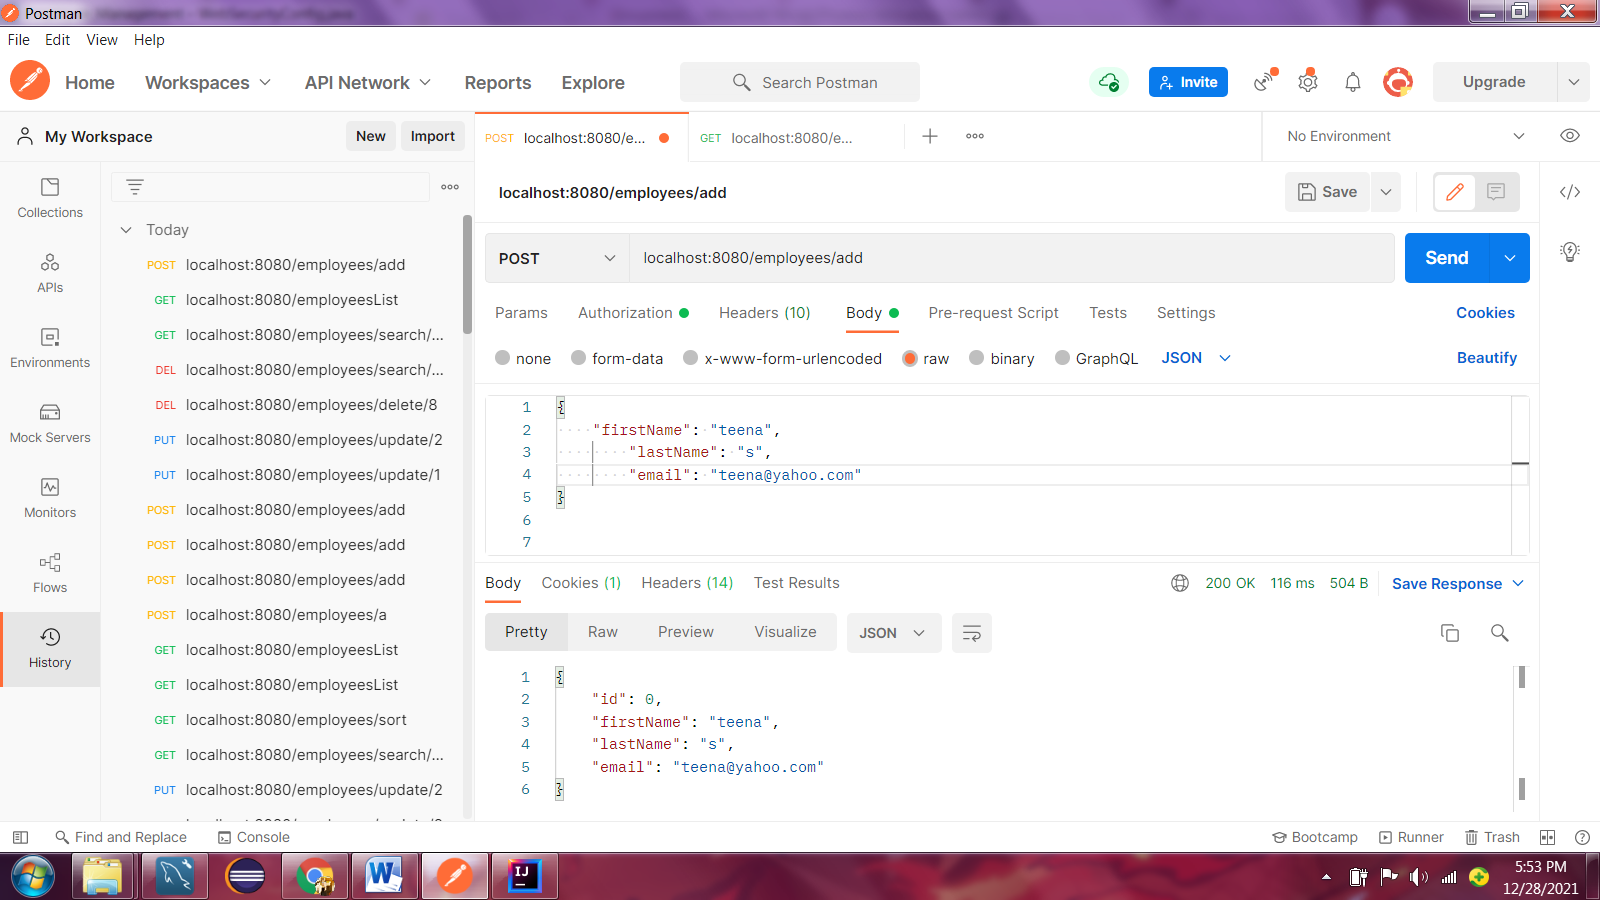 Postman
File Edit View Help
Home Workspaces API Network Reports Explore Search Postman Invite Upgrade
My Workspace New Import
POST localhost:8080/e... GET localhost:8080/e... No Environment
Collections
APIs
Environments
Mock Servers
Monitors
Flows
History
Today
POST localhost:8080/employees/add
GET localhost:8080/employeesList
GET localhost:8080/employees/search/...
DEL localhost:8080/employees/search/...
DEL localhost:8080/employees/delete/8
PUT localhost:8080/employees/update/2
PUT localhost:8080/employees/update/1
POST localhost:8080/employees/add
POST localhost:8080/employees/add
POST localhost:8080/employees/add
POST localhost:8080/employees/a
GET localhost:8080/employeesList
GET localhost:8080/employeesList
GET localhost:8080/employees/sort
GET localhost:8080/employees/search/...
PUT localhost:8080/employees/update/2
localhost:8080/employees/add Save
POST localhost:8080/employees/add Send
Params Authorization Headers (10) Body Pre-request Script Tests Settings Cookies
none form-data x-www-form-urlencoded raw binary GraphQL JSON Beautify
1 {
2 "firstName": "teena",
3 "lastName": "s",
4 "email": "teena@yahoo.com"
5 }
6
7
Body Cookies (1) Headers (14) Test Results 200 OK 116 ms 504 B Save Response
Pretty Raw Preview Visualize JSON
1 {
2 "id": 0,
3 "firstName": "teena",
4 "lastName": "s",
5 "email": "teena@yahoo.com"
6 }
Find and Replace Console Bootcamp Runner Trash
IJ
5:53 PM
12/28/2021